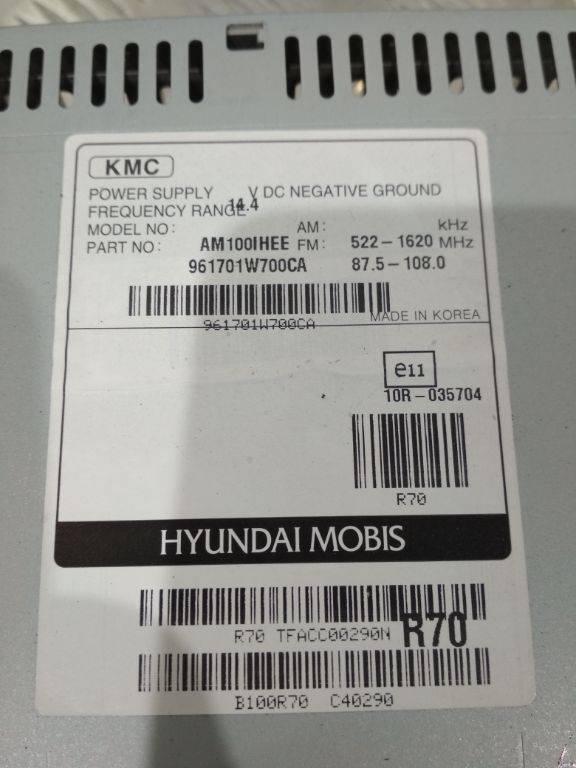 KMC
POWER SUPPLY 14.4 V DC NEGATIVE GROUND
FREQUENCY RANGE
MODEL NO: AM: kHz
PART NO: AM100IHEE FM: 522-1620 MHz
961701W700CA 87.5-108.0
961701W700CA
MADE IN KOREA
e11
10R-035704
R70
HYUNDAI MOBIS
R70 TFACC00290N R70
B100R70 C40290